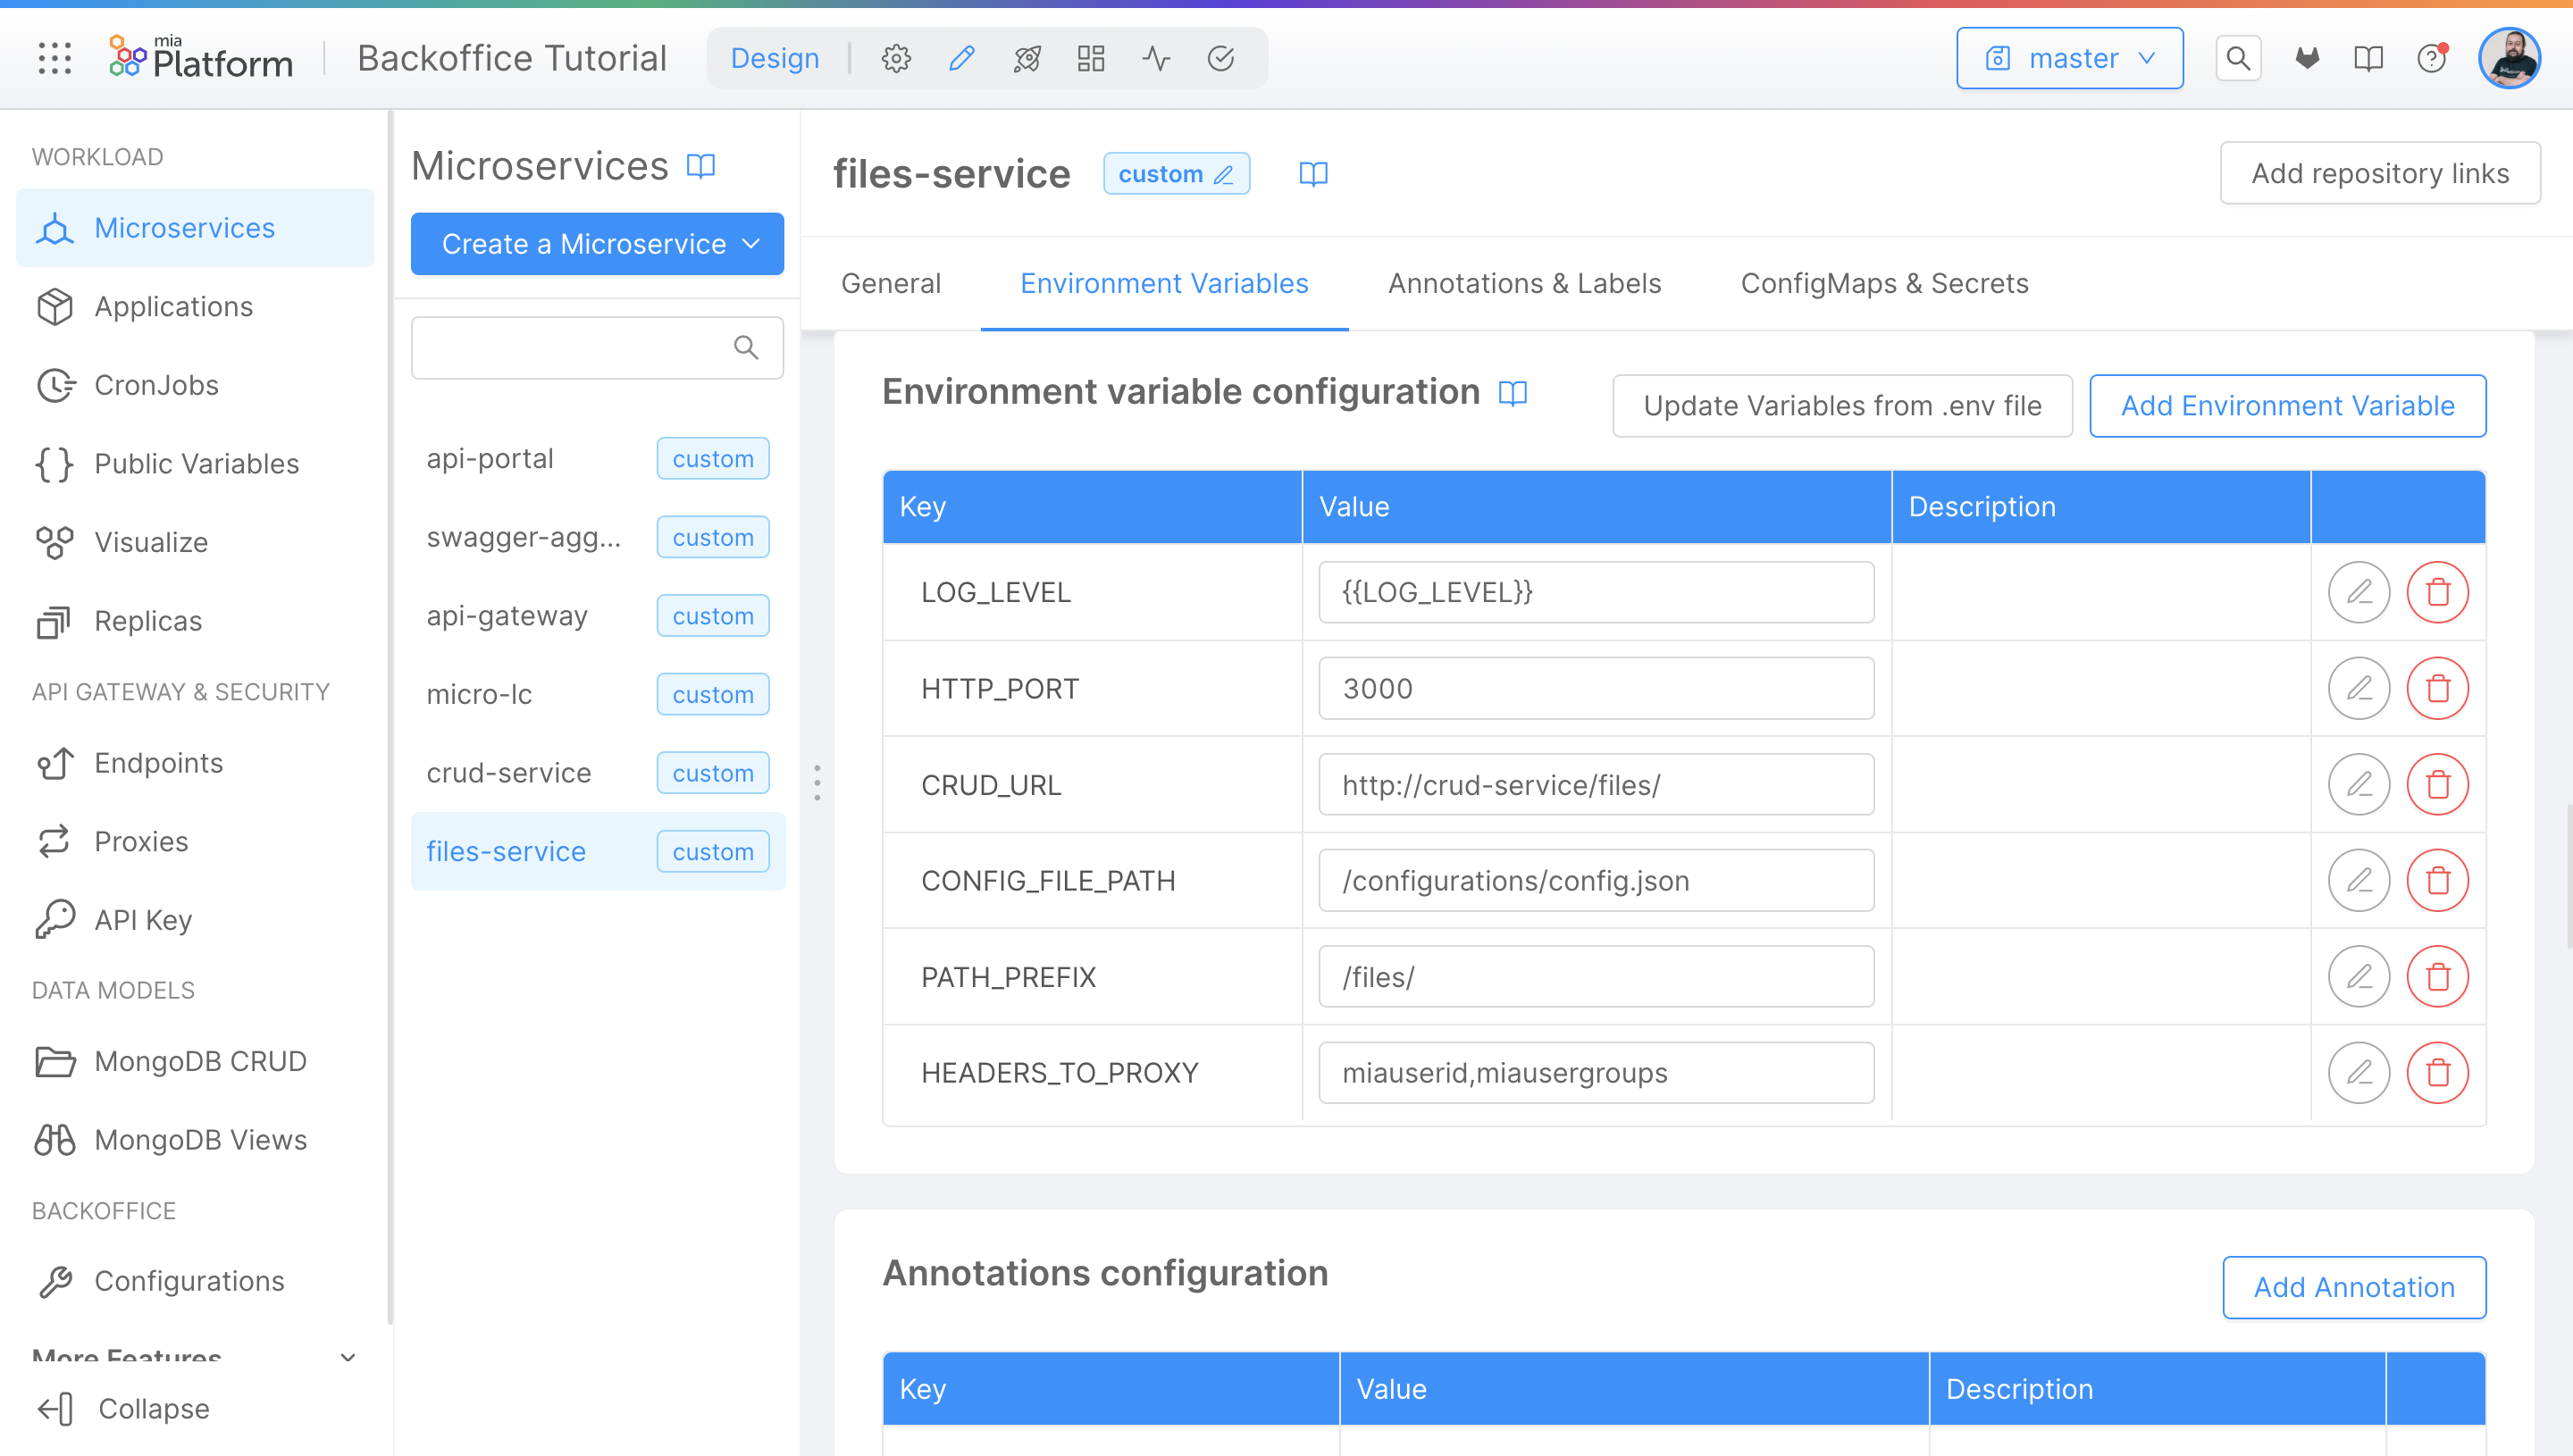 mia
Platform
Backoffice Tutorial
Design
master
WORKLOAD
Microservices
Applications
CronJobs
Public Variables
Visualize
Replicas
API GATEWAY & SECURITY
Endpoints
Proxies
API Key
DATA MODELS
MongoDB CRUD
MongoDB Views
BACKOFFICE
Configurations
More Features
Collapse
Microservices
Create a Microservice
api-portal custom
swagger-agg... custom
api-gateway custom
micro-lc custom
crud-service custom
files-service custom
files-service custom
Add repository links
General Environment Variables Annotations & Labels ConfigMaps & Secrets
Environment variable configuration
Update Variables from .env file
Add Environment Variable
Key Value Description
LOG_LEVEL {{LOG_LEVEL}}
HTTP_PORT 3000
CRUD_URL http://crud-service/files/
CONFIG_FILE_PATH /configurations/config.json
PATH_PREFIX /files/
HEADERS_TO_PROXY miauserid,miausergroups
Annotations configuration
Add Annotation
Key Value Description